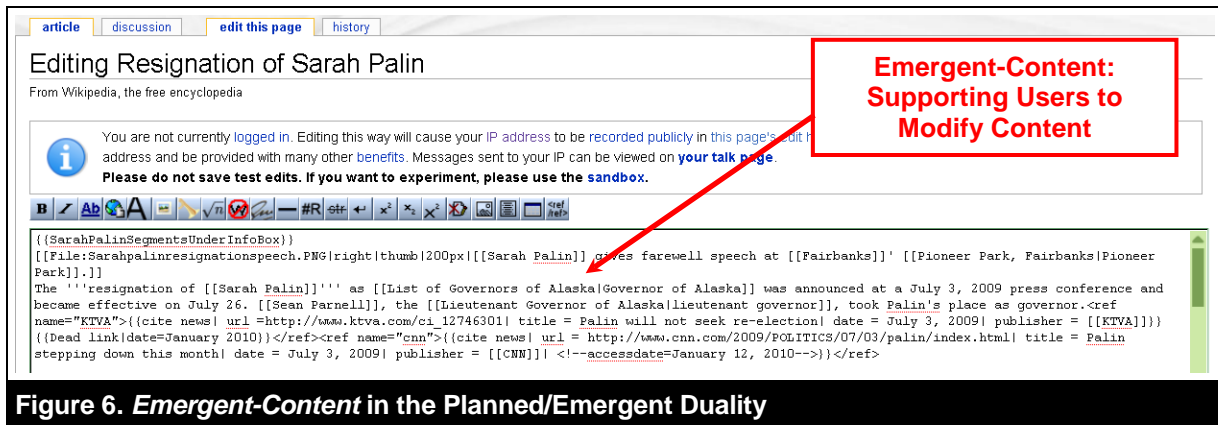 article discussion edit this page history
Editing Resignation of Sarah Palin
From Wikipedia, the free encyclopedia
Emergent-Content:
Supporting Users to
Modify Content
You are not currently logged in. Editing this way will cause your IP address to be recorded publicly in this page's edit h
address and be provided with many other benefits. Messages sent to your IP can be viewed on your talk page.
Please do not save test edits. If you want to experiment, please use the sandbox.
B I Ab A √n W — #R str ↵ x² x₂ x² <ref/ref>
{{SarahPalinSegmentsUnderInfoBox}}
[[File:Sarahpalinresignationspeech.PNG|right|thumb|200px|[[Sarah Palin]] gives farewell speech at [[Fairbanks]]' [[Pioneer Park, Fairbanks|Pioneer
Park]].]]
The '''resignation of [[Sarah Palin]]''' as [[List of Governors of Alaska|Governor of Alaska]] was announced at a July 3, 2009 press conference and
became effective on July 26. [[Sean Parnell]], the [[Lieutenant Governor of Alaska|lieutenant governor]], took Palin's place as governor.<ref
name="KTVA">{{cite news| url =http://www.ktva.com/ci_12746301| title = Palin will not seek re-election| date = July 3, 2009| publisher = [[KTVA]]}}
{{Dead link|date=January 2010}}</ref><ref name="cnn">{{cite news| url = http://www.cnn.com/2009/POLITICS/07/03/palin/index.html| title = Palin
stepping down this month| date = July 3, 2009| publisher = [[CNN]]| <!--accessdate=January 12, 2010-->}}</ref>
Figure 6. Emergent-Content in the Planned/Emergent Duality